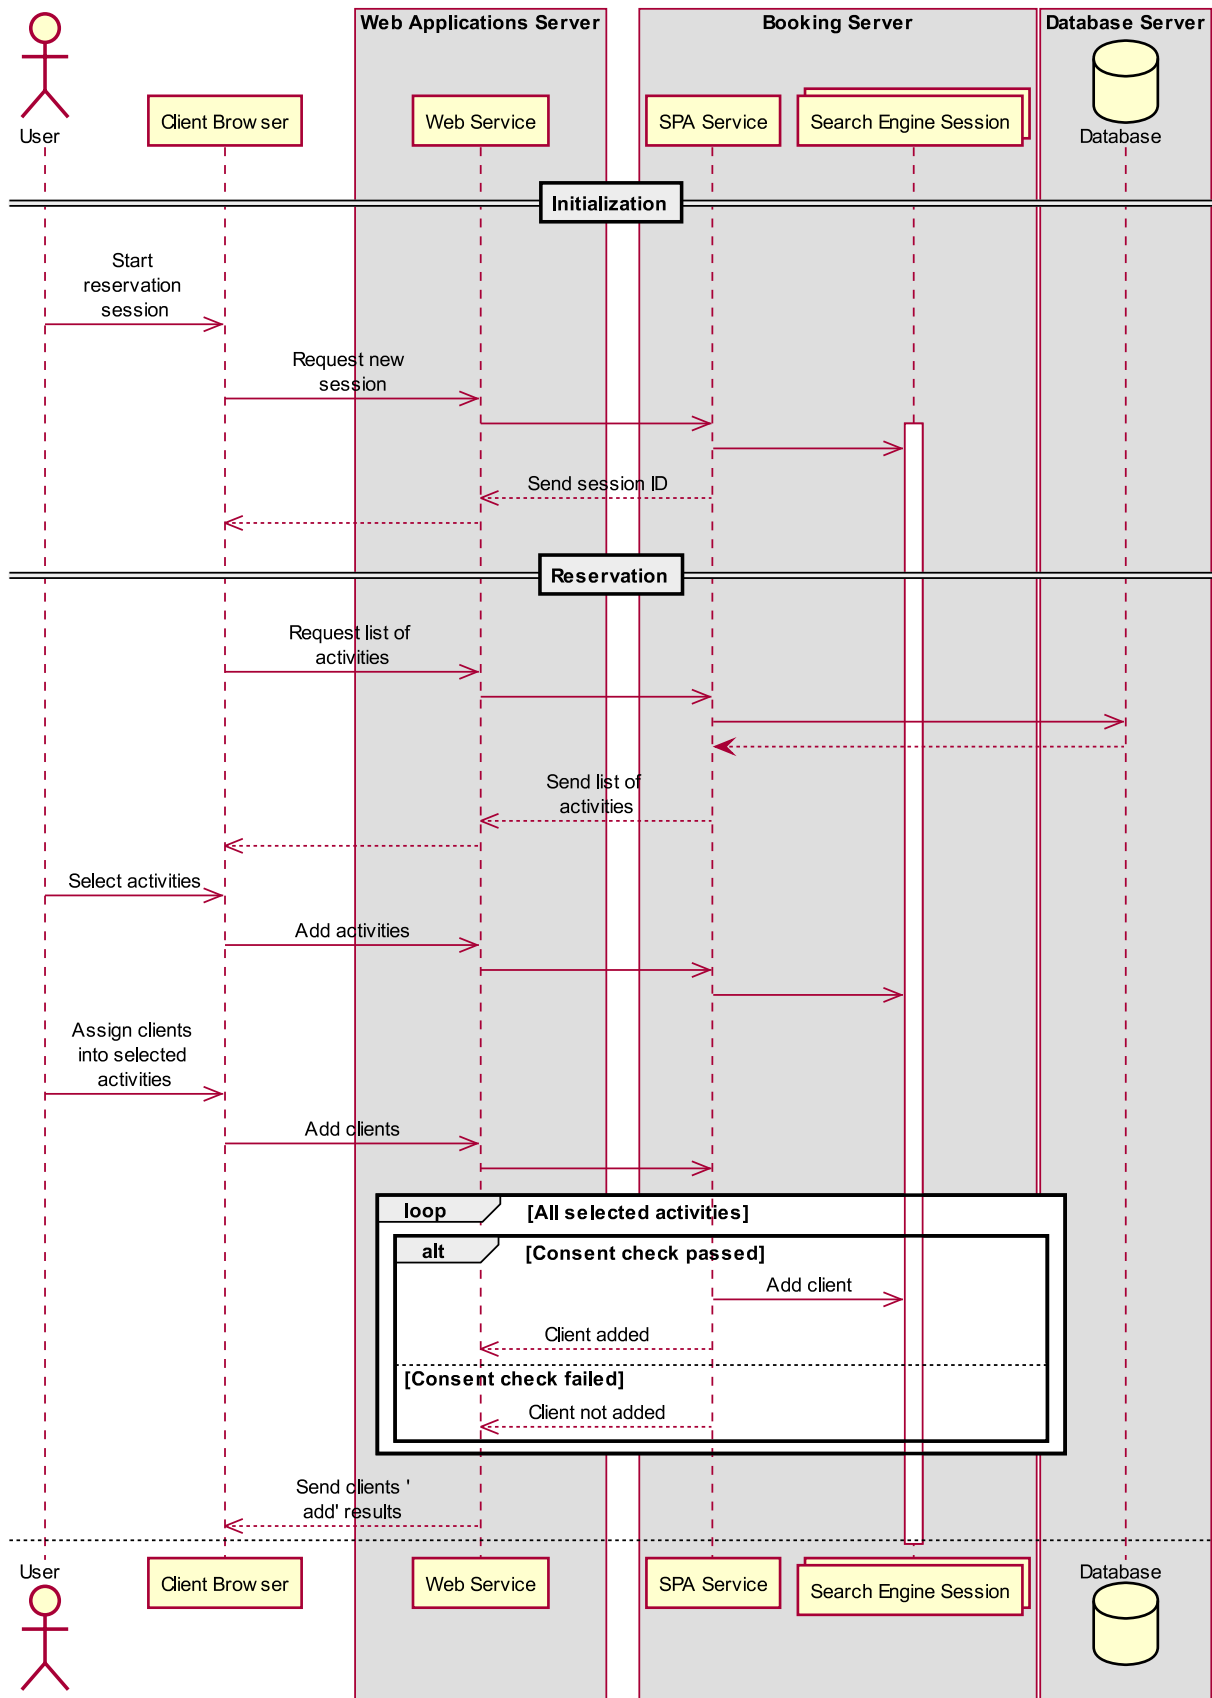 Web Applications Server
Booking Server
Database Server
User
Client Browser
Web Service
SPA Service
Search Engine Session
Database
Initialization
Start
reservation
session
Request new
session
Send session ID
Reservation
Request list of
activities
Send list of
activities
Select activities
Add activities
Assign clients
into selected
activities
Add clients
loop
[All selected activities]
alt
[Consent check passed]
Add client
Client added
[Consent check failed]
Client not added
Send clients '
add' results
User
Client Browser
Web Service
SPA Service
Search Engine Session
Database